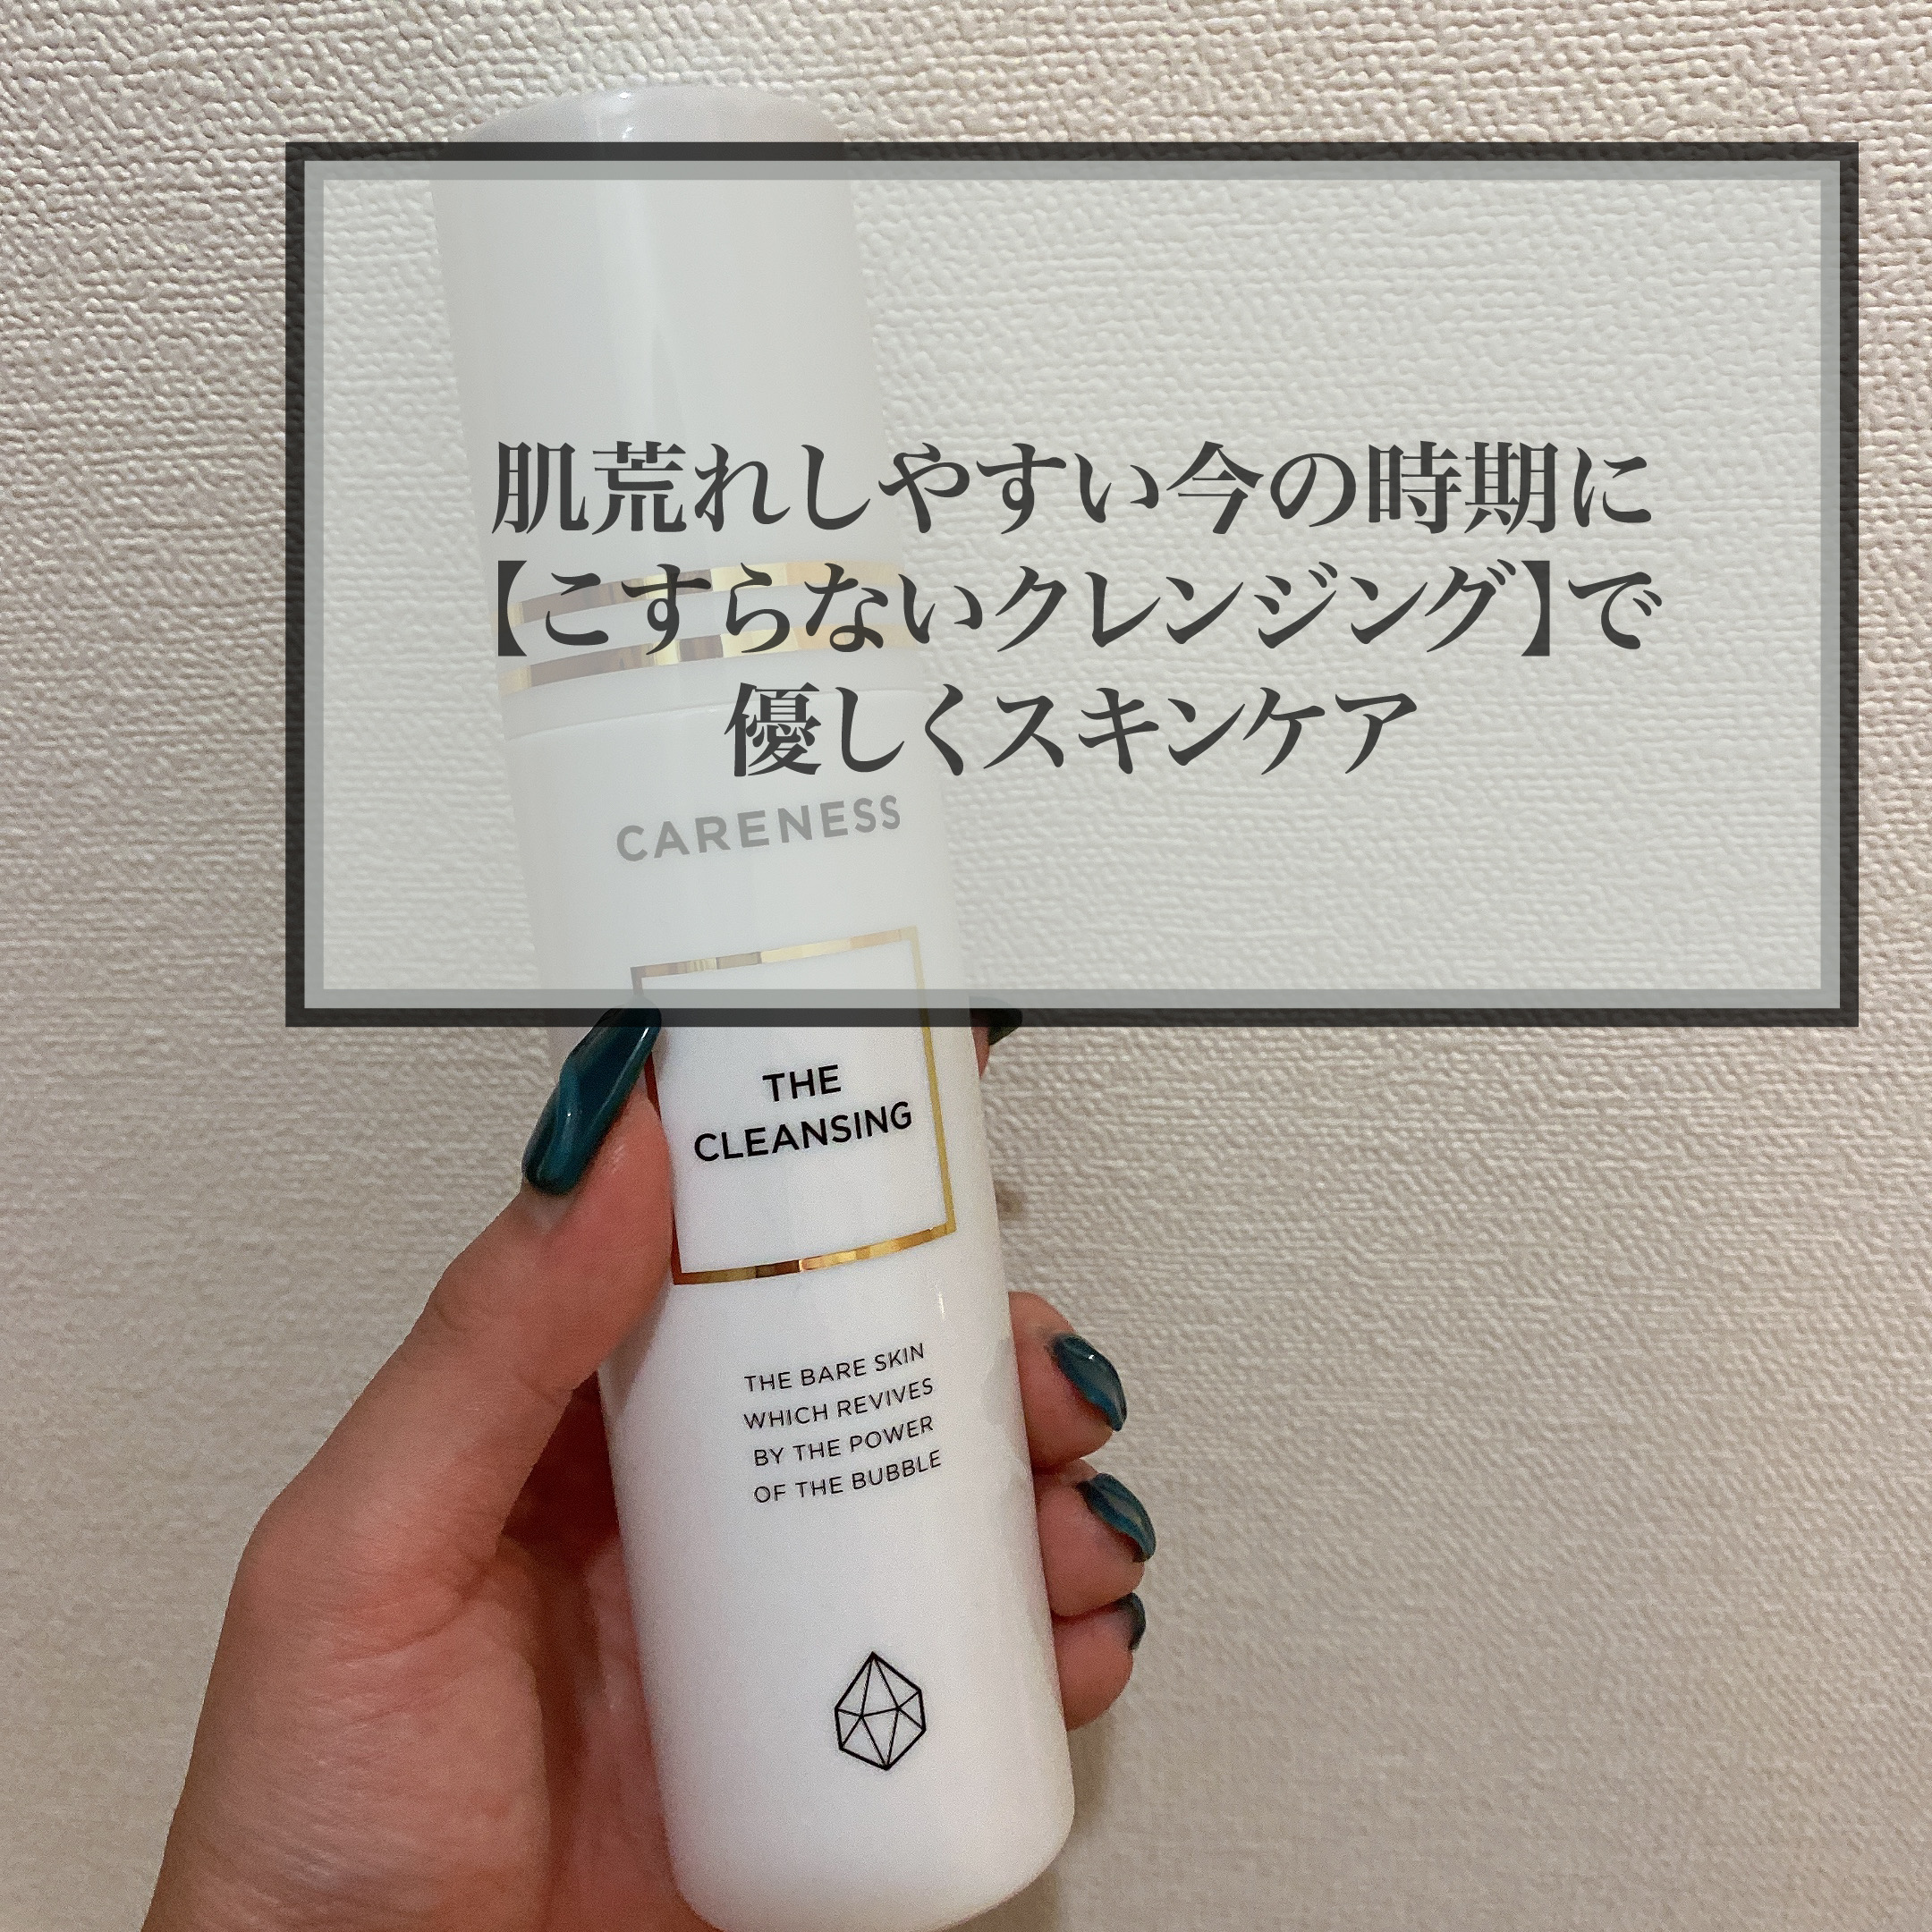 肌荒れしやすい今の時期に
【こすらないクレンジング】で
優しくスキンケア
CARENESS
THE
CLEANSING
THE BARE SKIN
WHICH REVIVES
BY THE POWER
OF THE BUBBLE